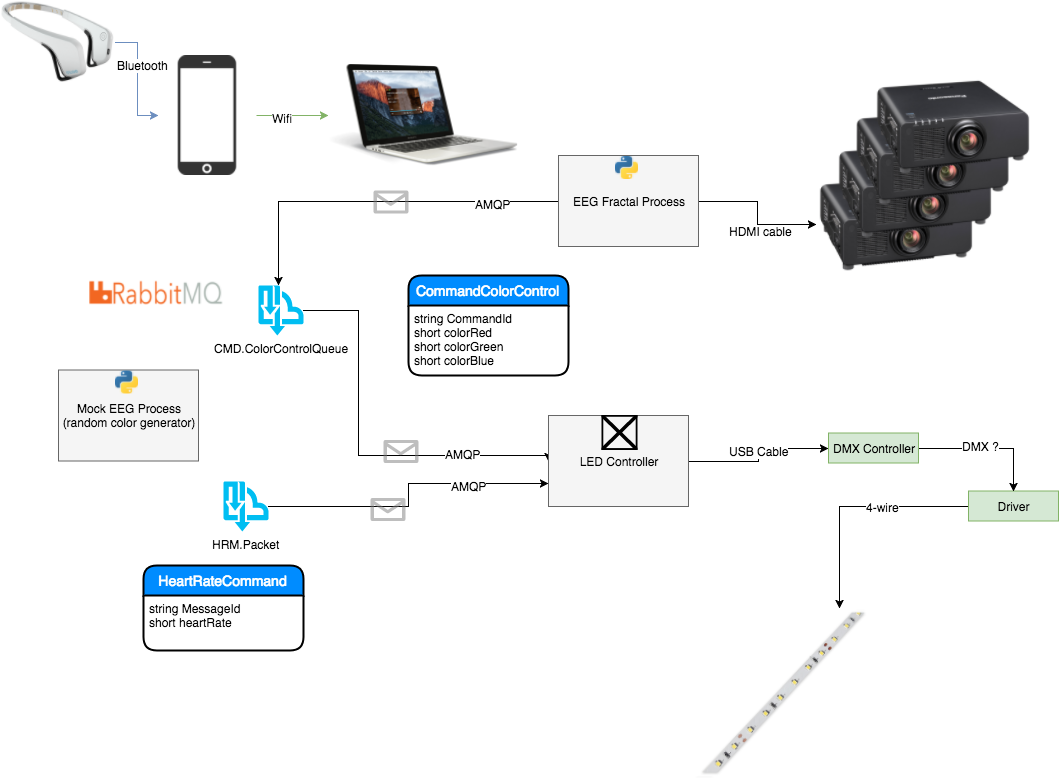 Bluetooth
Wifi
EEG Fractal Process
AMQP
HDMI cable
RabbitMQ
CommandColorControl
string CommandId
short colorRed
short colorGreen
short colorBlue
CMD.ColorControlQueue
Mock EEG Process
(random color generator)
AMQP
LED Controller
USB Cable
DMX Controller
DMX ?
AMQP
Driver
4-wire
HRM.Packet
HeartRateCommand
string MessageId
short heartRate